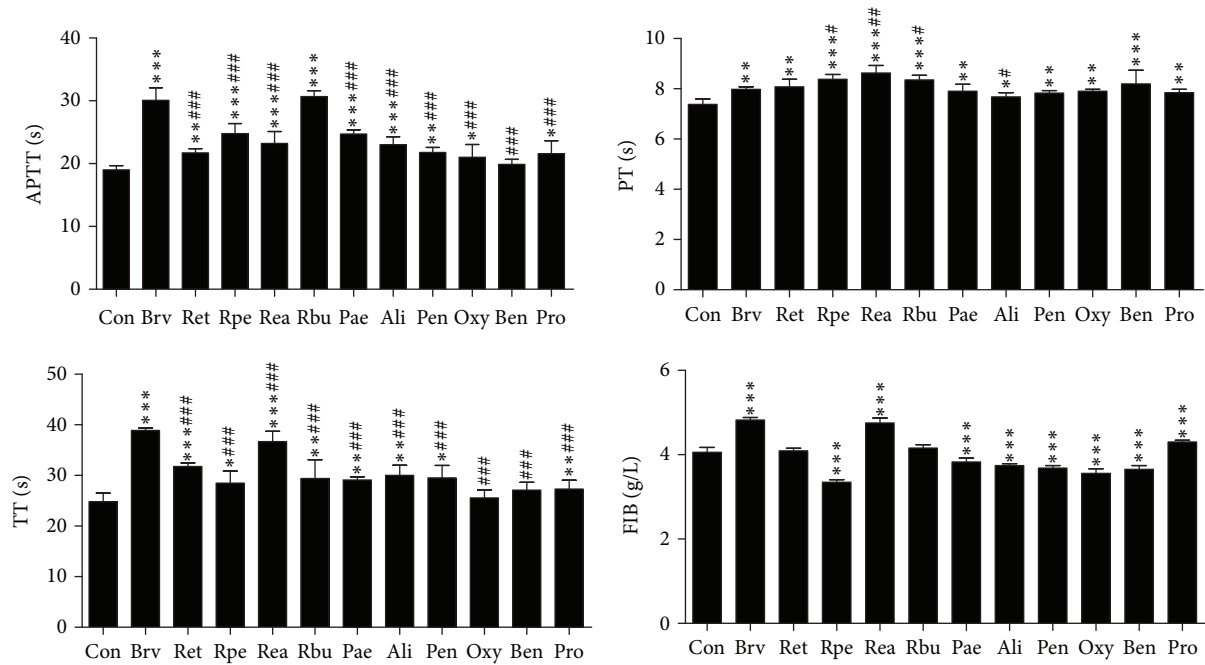 APTT (s)
40
30
20
10
0
*** **### ***### ***### *** ***### ***### **### *### ### *###
Con Brv Ret Rpe Rea Rbu Pae Ali Pen Oxy Ben Pro
PT (s)
10
8
6
4
2
0
** ** ***# ***## ***# ** *# ** ** *** **
Con Brv Ret Rpe Rea Rbu Pae Ali Pen Oxy Ben Pro
TT (s)
50
40
30
20
10
0
*** ***### *### ***### **### **### **### *### ### ### **###
Con Brv Ret Rpe Rea Rbu Pae Ali Pen Oxy Ben Pro
FIB (g/L)
6
4
2
0
*** *** *** *** *** *** *** *** ***
Con Brv Ret Rpe Rea Rbu Pae Ali Pen Oxy Ben Pro